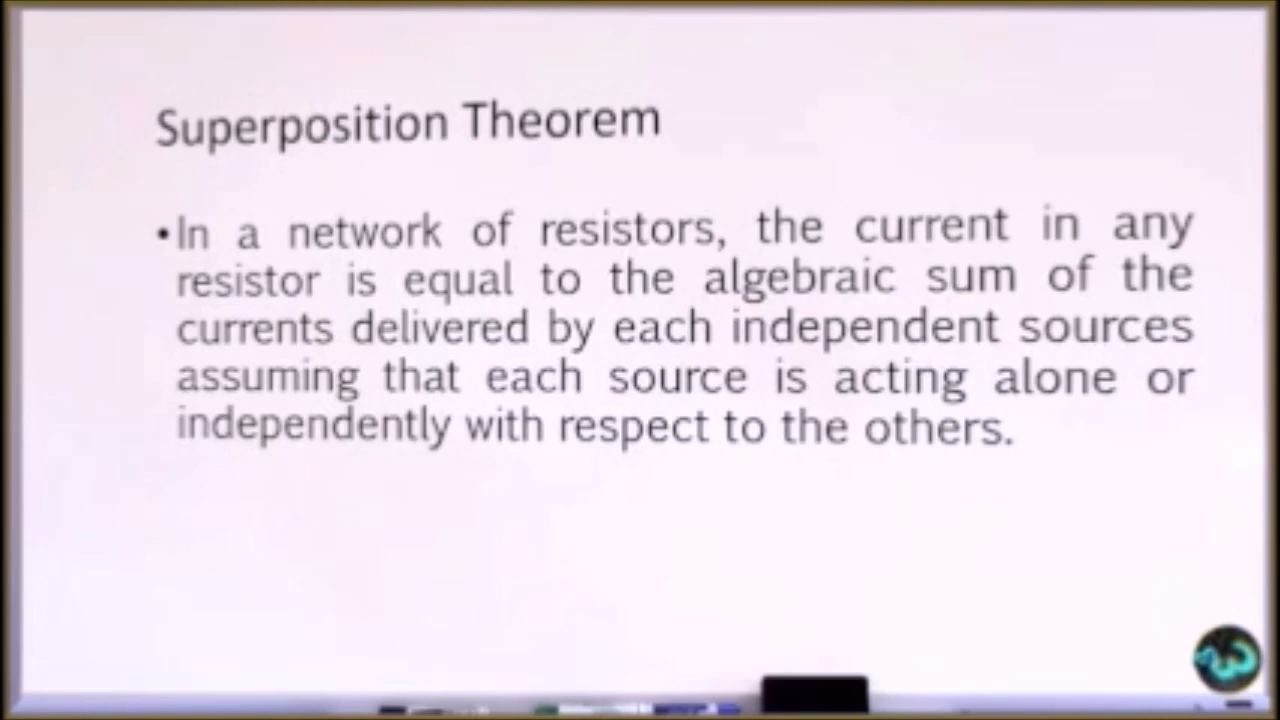 Superposition Theorem
•In a network of resistors, the current in any
resistor is equal to the algebraic sum of the
currents delivered by each independent sources
assuming that each source is acting alone or
independently with respect to the others.